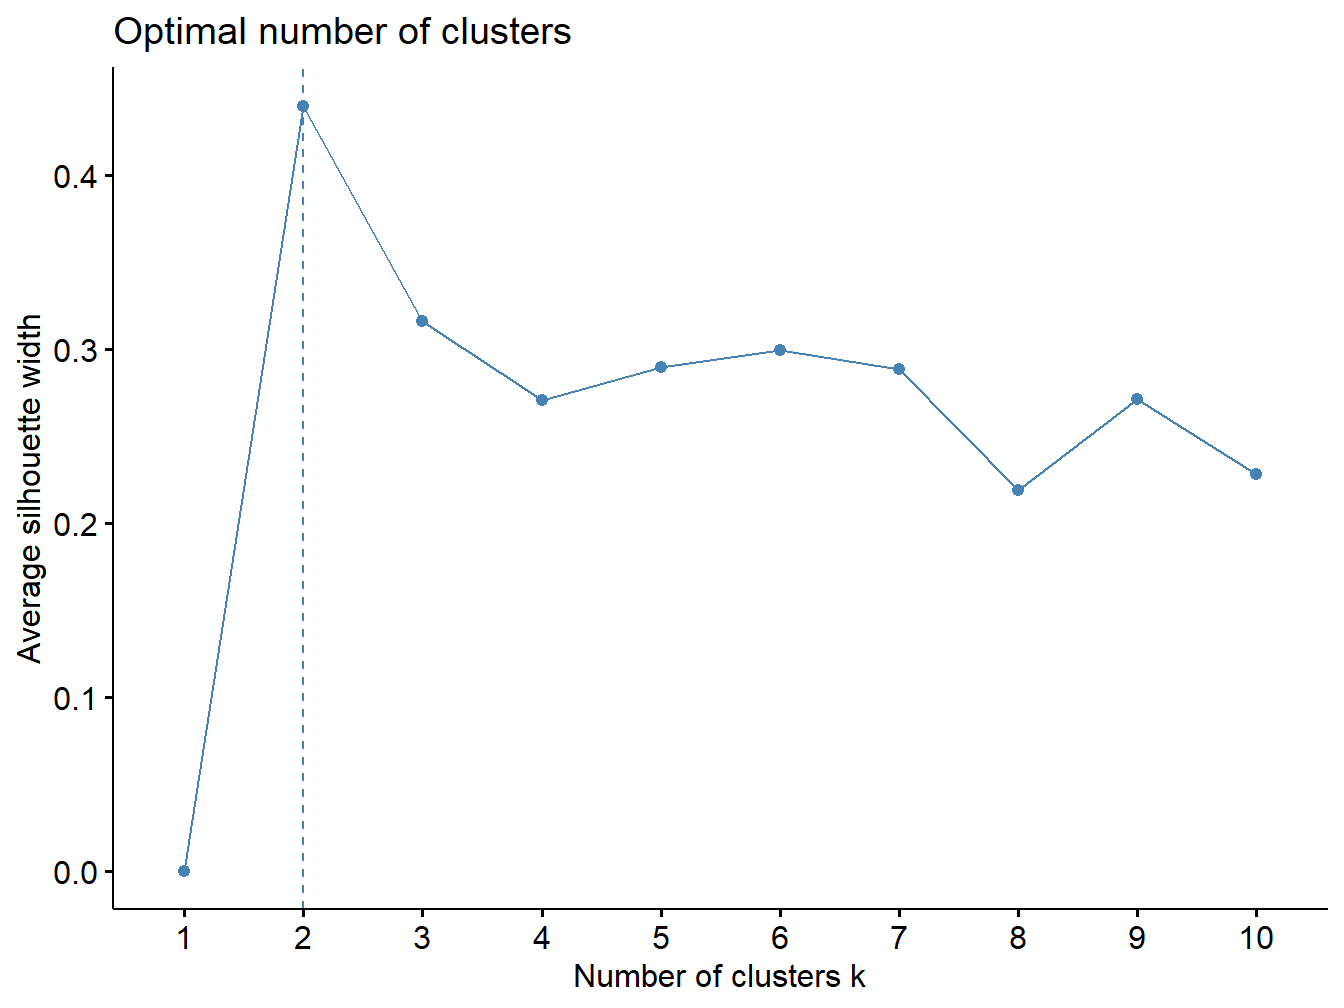 Optimal number of clusters
Average silhouette width
0.4
0.3
0.2
0.1
0.0
1 2 3 4 5 6 7 8 9 10
Number of clusters k